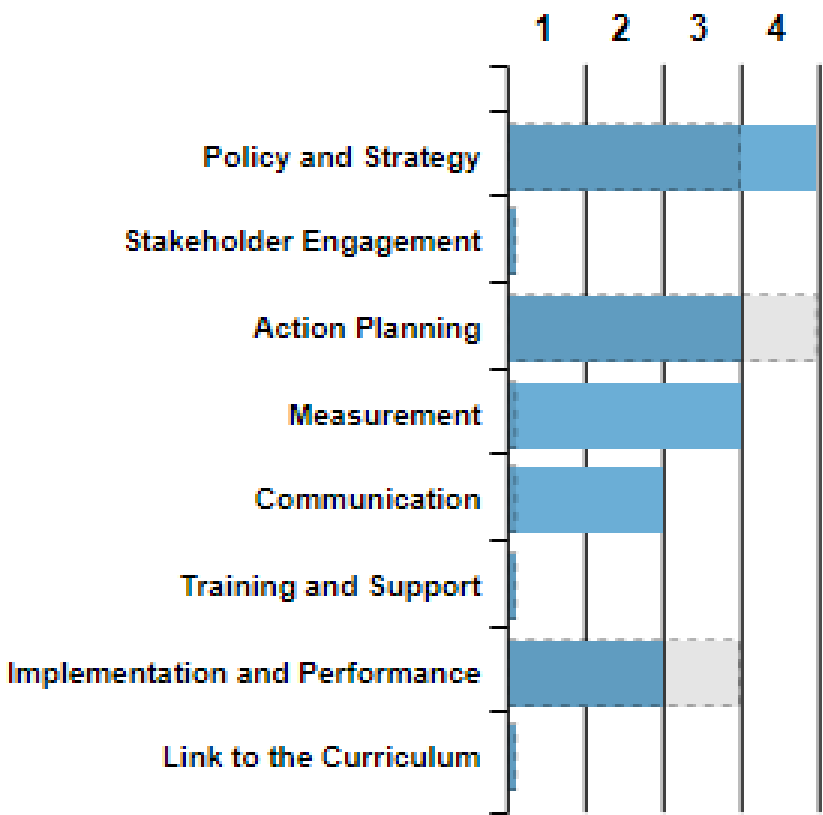 1 2 3 4
Policy and Strategy
Stakeholder Engagement
Action Planning
Measurement
Communication
Training and Support
Implementation and Performance
Link to the Curriculum